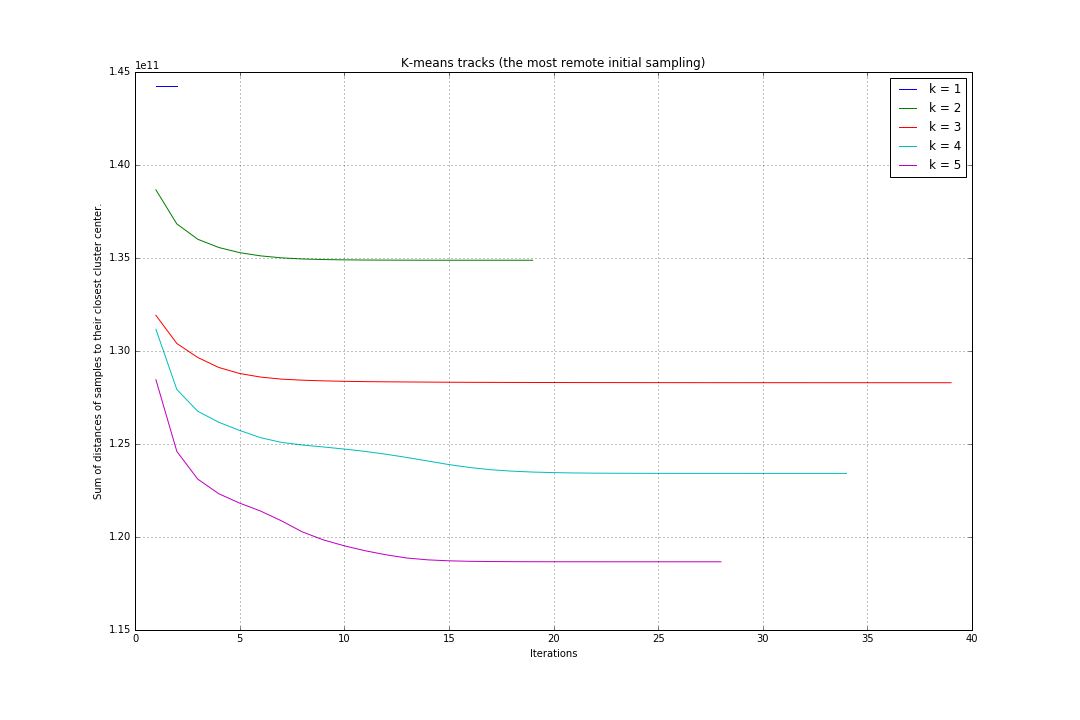 K-means tracks (the most remote initial sampling)
1e11
1.45
1.40
1.35
1.30
1.25
1.20
1.15
Sum of distances of samples to their closest cluster center.
k = 1
k = 2
k = 3
k = 4
k = 5
0 5 10 15 20 25 30 35 40
Iterations